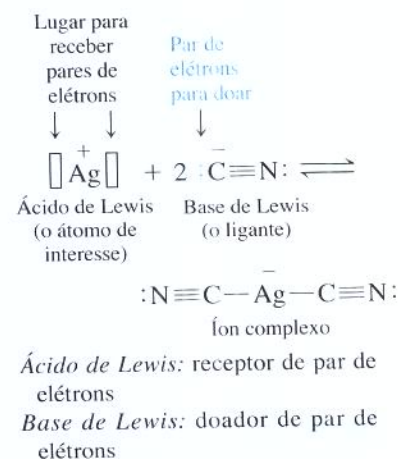 Lugar para
receber
pares de
elétrons
Par de
elétrons
para doar
[] Ag⁺ [] + 2 :C̄≡N: ⇌
Ácido de Lewis
(o átomo de
interesse)
Base de Lewis
(o ligante)
:N≡C—Āg—C≡N:
Íon complexo
Ácido de Lewis: receptor de par de
elétrons
Base de Lewis: doador de par de
elétrons